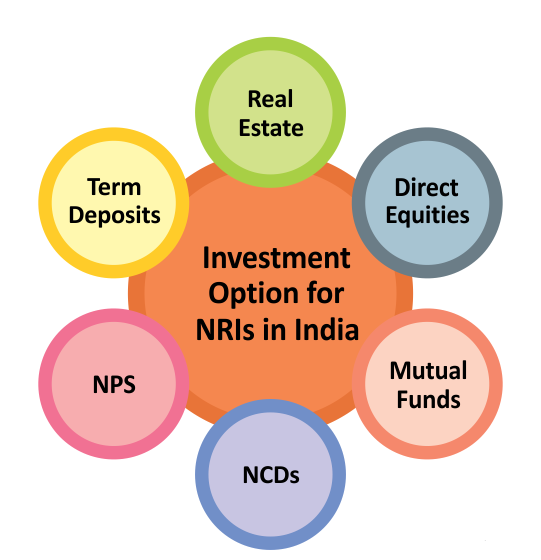 Real
Estate
Direct
Equities
Mutual
Funds
NCDs
NPS
Term
Deposits
Investment
Option for
NRIs in India